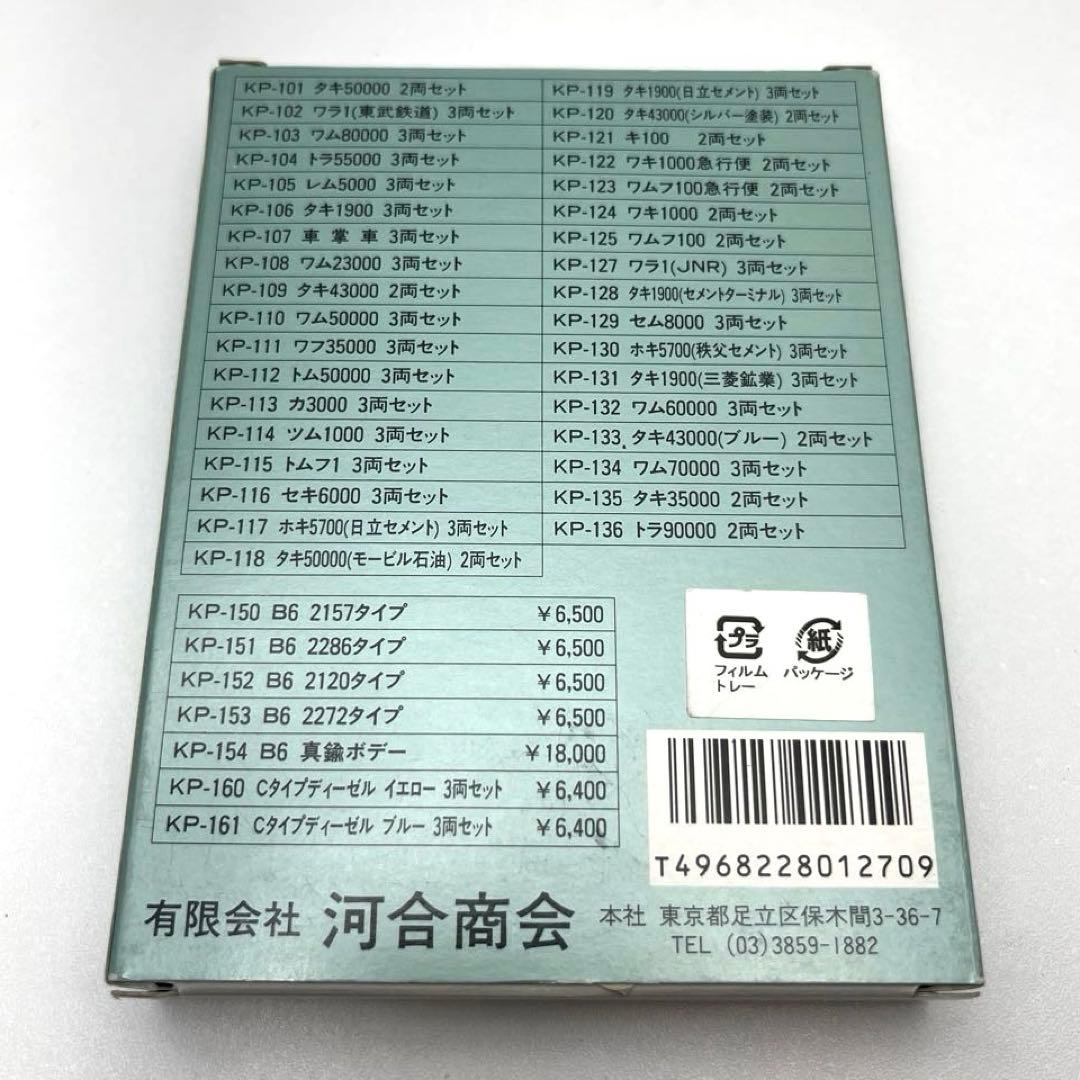 KP-101 タキ50000 2両セット
KP-102 ワラ1(東武鉄道) 3両セット
KP-103 ワム80000 3両セット
KP-104 トラ55000 3両セット
KP-105 レム5000 3両セット
KP-106 タキ1900 3両セット
KP-107 車掌車 3両セット
KP-108 ワム23000 3両セット
KP-109 タキ43000 2両セット
KP-110 ワム50000 3両セット
KP-111 ワフ35000 3両セット
KP-112 トム50000 3両セット
KP-113 カ3000 3両セット
KP-114 ツム1000 3両セット
KP-115 トムフ1 3両セット
KP-116 セキ6000 3両セット
KP-117 ホキ5700(日立セメント) 3両セット
KP-118 タキ50000(モービル石油) 2両セット
KP-119 タキ1900(日立セメント) 3両セット
KP-120 タキ43000(シルバー塗装) 2両セット
KP-121 キ100 2両セット
KP-122 ワキ1000急行便 2両セット
KP-123 ワムフ100急行便 2両セット
KP-124 ワキ1000 2両セット
KP-125 ワムフ100 2両セット
KP-127 ワラ1(JNR) 3両セット
KP-128 タキ1900(セメントターミナル) 3両セット
KP-129 セム8000 3両セット
KP-130 ホキ5700(秩父セメント) 3両セット
KP-131 タキ1900(三菱鉱業) 3両セット
KP-132 ワム60000 3両セット
KP-133 タキ43000(ブルー) 2両セット
KP-134 ワム70000 3両セット
KP-135 タキ35000 2両セット
KP-136 トラ90000 2両セット
KP-150 B6 2157タイプ ¥6,500
KP-151 B6 2286タイプ ¥6,500
KP-152 B6 2120タイプ ¥6,500
KP-153 B6 2272タイプ ¥6,500
KP-154 B6 真鍮ボデー ¥18,000
KP-160 Cタイプディーゼル イエロー 3両セット ¥6,400
KP-161 Cタイプディーゼル ブルー 3両セット ¥6,400
プラ
フィルム
トレー
紙
パッケージ
T4968228012709
有限会社 河合商会
本社 東京都足立区保木間3-36-7
TEL (03)3859-1882